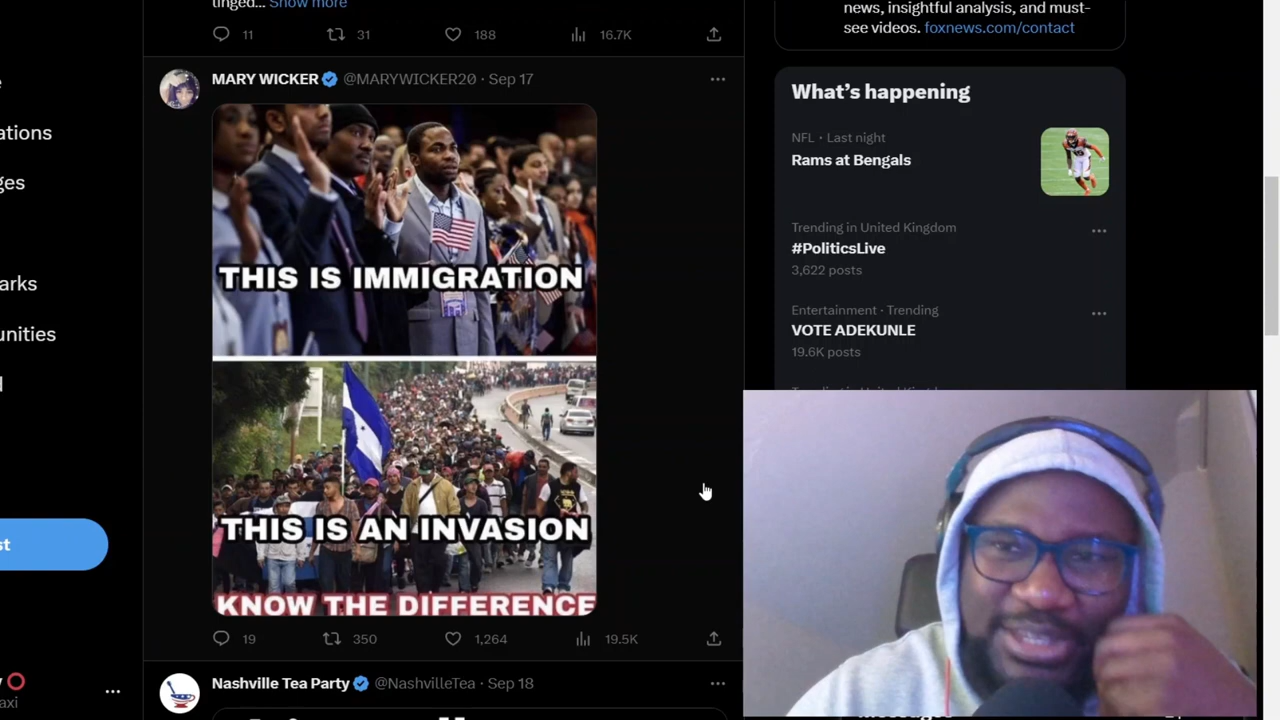 tinged... Show more
11 31 188 16.7K
MARY WICKER @MARYWICKER20 · Sep 17
THIS IS IMMIGRATION
THIS IS AN INVASION
KNOW THE DIFFERENCE
19 350 1,264 19.5K
Nashville Tea Party @NashvilleTea · Sep 18
ations
ges
arks
unities
st
axi
news, insightful analysis, and must-
see videos. foxnews.com/contact
What's happening
NFL · Last night
Rams at Bengals
Trending in United Kingdom
#PoliticsLive
3,622 posts
Entertainment · Trending
VOTE ADEKUNLE
19.6K posts